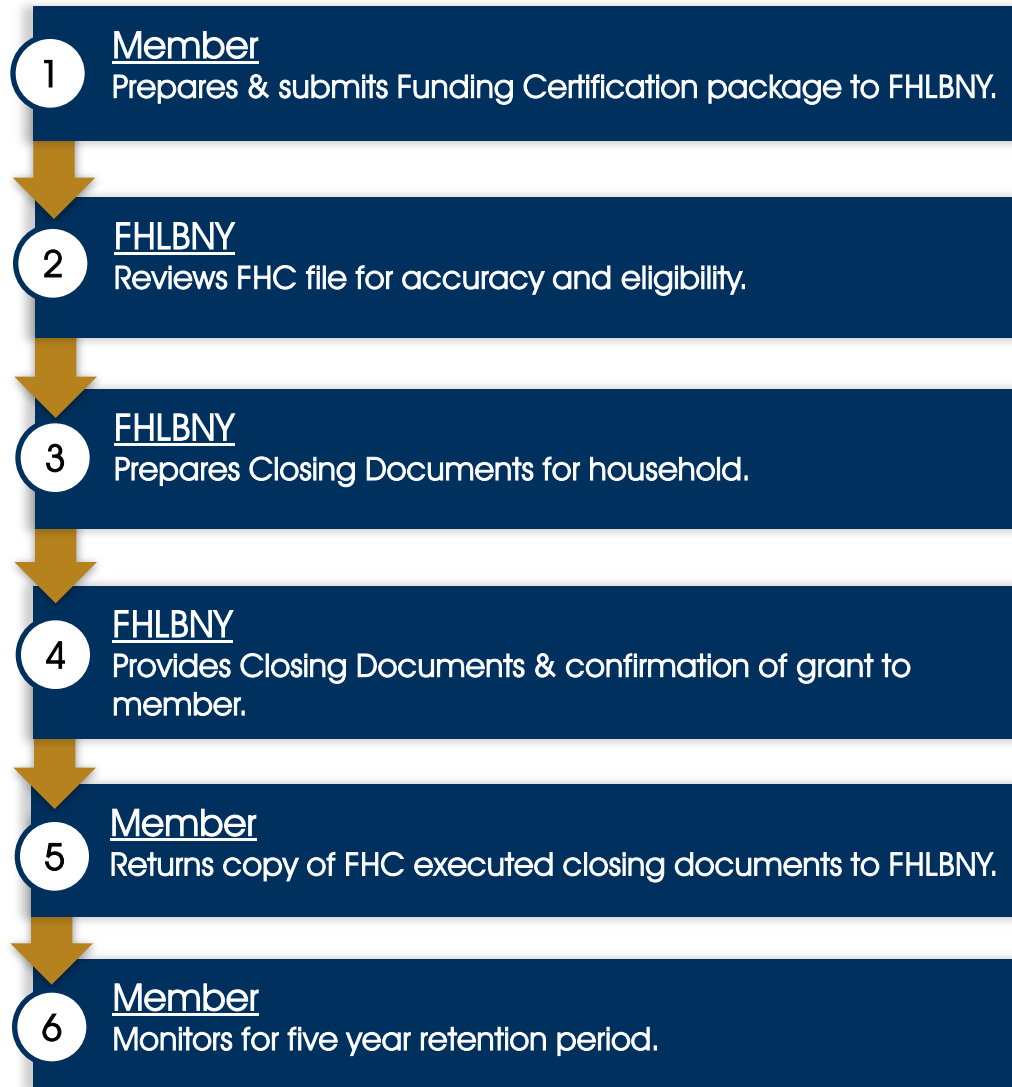 1
Member
Prepares & submits Funding Certification package to FHLBNY.
2
FHLBNY
Reviews FHC file for accuracy and eligibility.
3
FHLBNY
Prepares Closing Documents for household.
4
FHLBNY
Provides Closing Documents & confirmation of grant to
member.
5
Member
Returns copy of FHC executed closing documents to FHLBNY.
6
Member
Monitors for five year retention period.